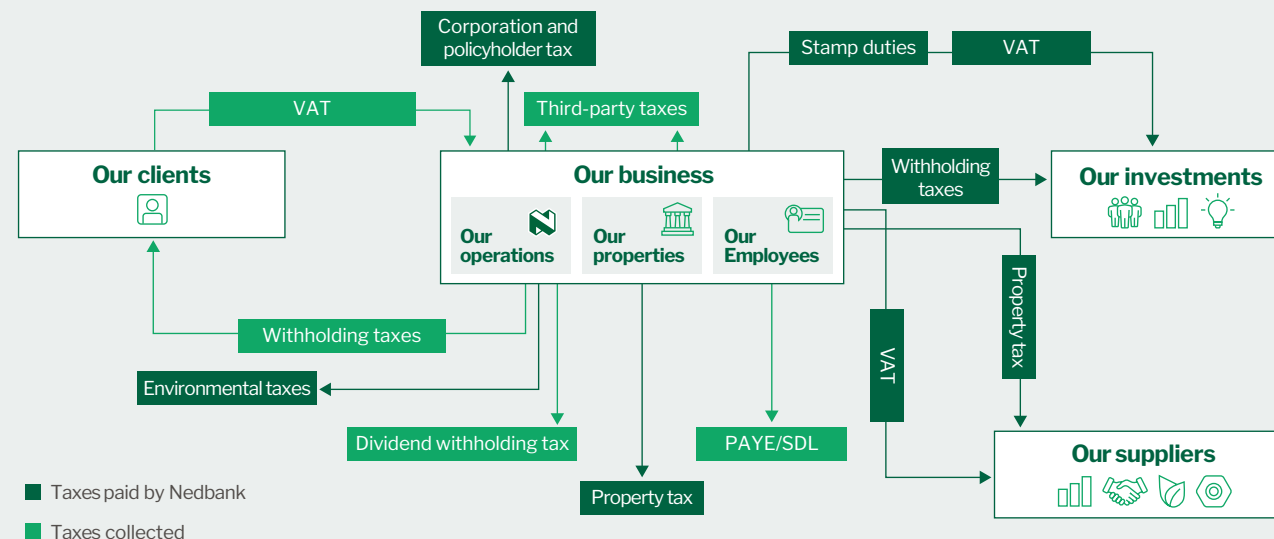 Corporation and
policyholder tax
Stamp duties
VAT
VAT
Third-party taxes
Our clients
Our business
Withholding
taxes
Our investments
Our
operations
Our
properties
Our
Employees
Property tax
VAT
Withholding taxes
Environmental taxes
Dividend withholding tax
PAYE/SDL
Property tax
Our suppliers
Taxes paid by Nedbank
Taxes collected